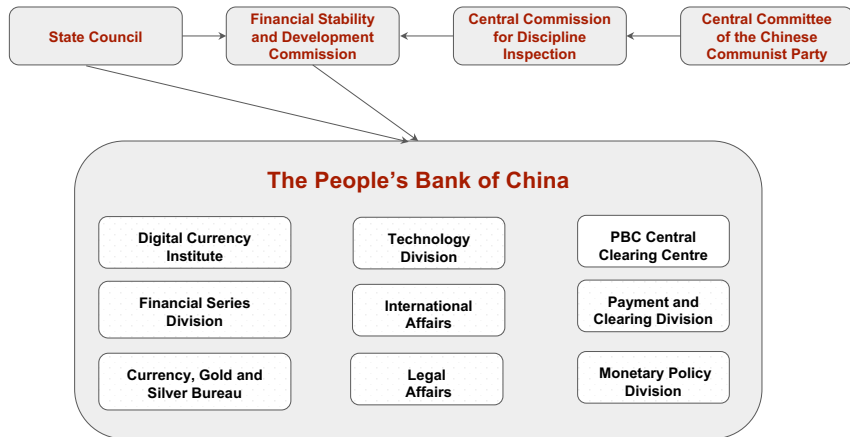 State Council
Financial Stability
and Development
Commission
Central Commission
for Discipline
Inspection
Central Committee
of the Chinese
Communist Party
The People’s Bank of China
Digital Currency
Institute
Technology
Division
PBC Central
Clearing Centre
Financial Series
Division
International
Affairs
Payment and
Clearing Division
Currency, Gold and
Silver Bureau
Legal
Affairs
Monetary Policy
Division